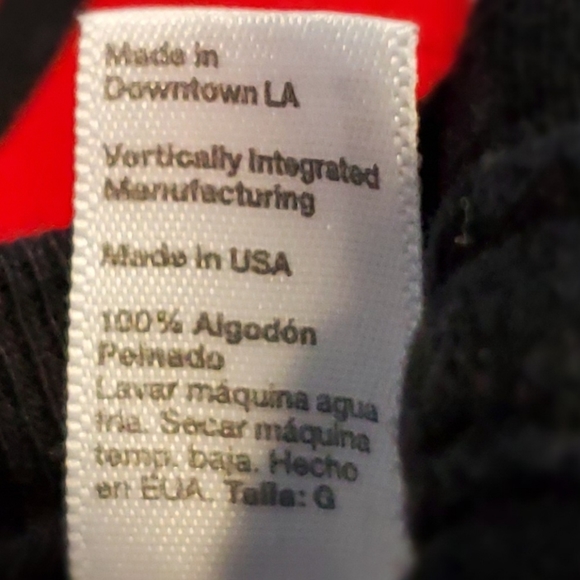 Made in
Downtown LA
Vertically Integrated
Manufacturing
Made in USA
100% Algodón
Peinado
Lavar máquina agua
fria. Secar máquina
temp. baja. Hecho
en EUA. Talla: G